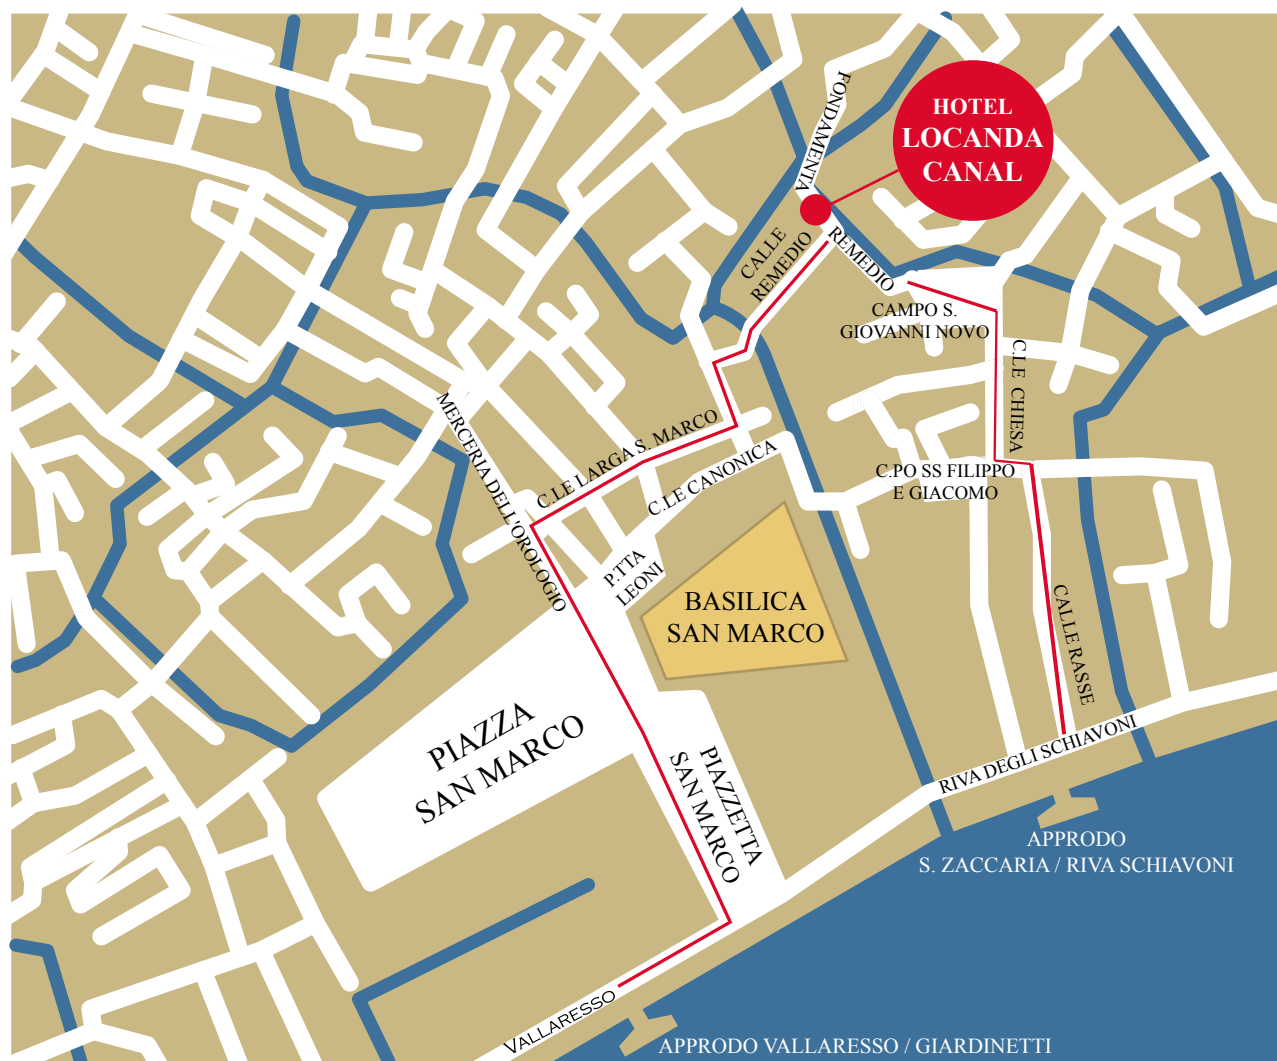 FONDAMENTA
HOTEL
LOCANDA
CANAL
CALLE
REMEDIO
REMEDIO
CAMPO S.
GIOVANNI NOVO
C.LE CHIESA
MERCERIA DELL'OROLOGIO
C.LE LARGA S. MARCO
C.LE CANONICA
C.PO SS FILIPPO
E GIACOMO
P.TTA
LEONI
BASILICA
SAN MARCO
CALLE RASSE
PIAZZA
SAN MARCO
PIAZZETTA
SAN MARCO
RIVA DEGLI SCHIAVONI
APPRODO
S. ZACCARIA / RIVA SCHIAVONI
VALLARESSO
APPRODO VALLARESSO / GIARDINETTI